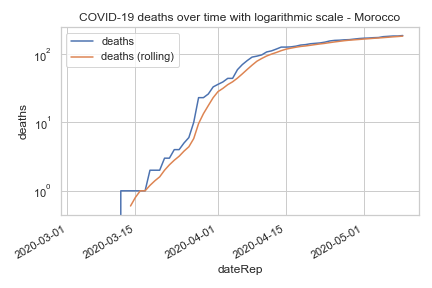 COVID-19 deaths over time with logarithmic scale - Morocco
deaths
deaths (rolling)
10²
10¹
10⁰
deaths
2020-03-01
2020-03-15
2020-04-01
2020-04-15
2020-05-01
dateRep